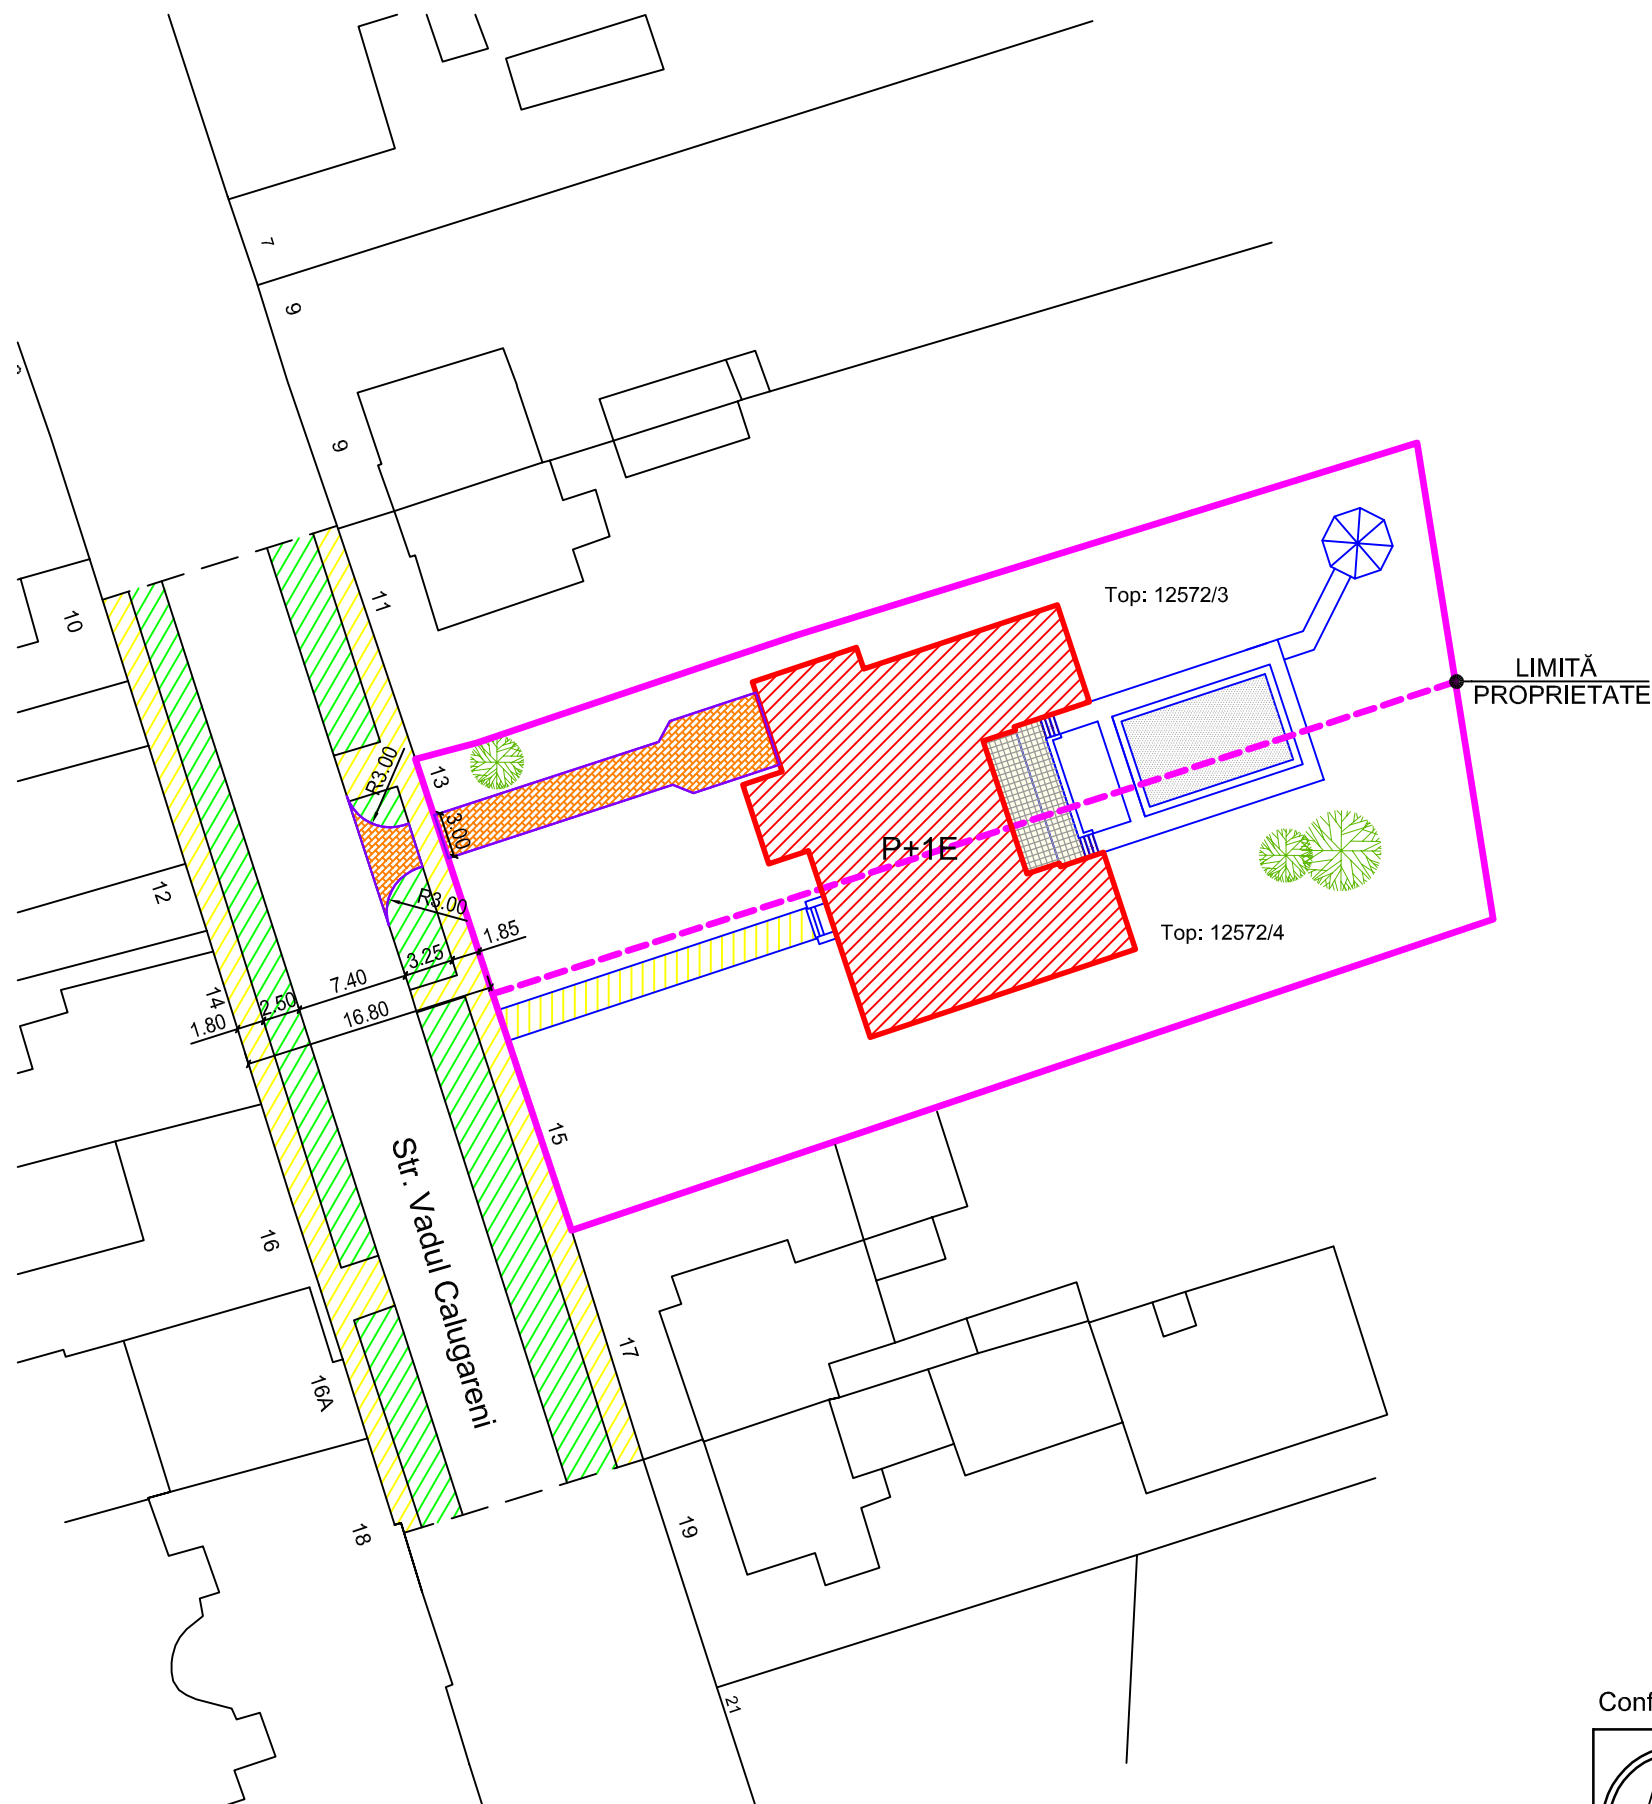 7
9
9
11
10
Top: 12572/3
LIMITĂ
PROPRIETATE
R3.00
13
3.00
P+1E
12
R3.00
1.85
Top: 12572/4
3.25
7.40
14
2.50
16.80
1.80
15
Str. Vadul Calugareni
16
17
16A
18
19
21
Conf